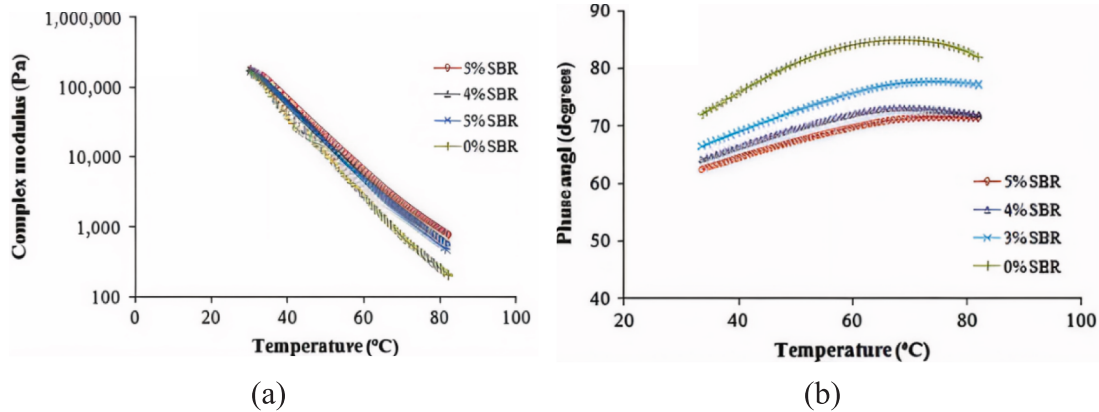 Complex modulus (Pa)
1,000,000
100,000
10,000
1,000
100
0
20
40
60
80
100
Temperature (°C)
5% SBR
4% SBR
5% SBR
0% SBR
(a)
Phuse angl (degrees)
90
80
70
60
50
40
20
40
60
80
100
Temperature (°C)
5% SBR
4% SBR
3% SBR
0% SBR
(b)